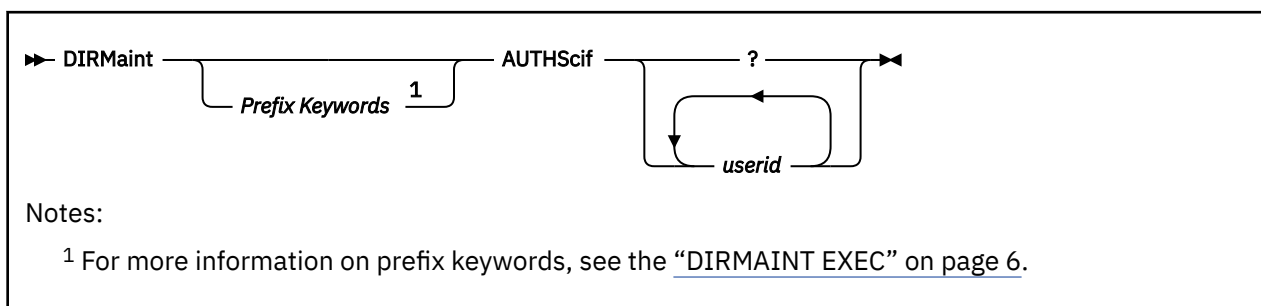 DIRMaint AUTHScif ?
Prefix Keywords 1
userid
Notes:
1 For more information on prefix keywords, see the “DIRMAINT EXEC” on page 6.